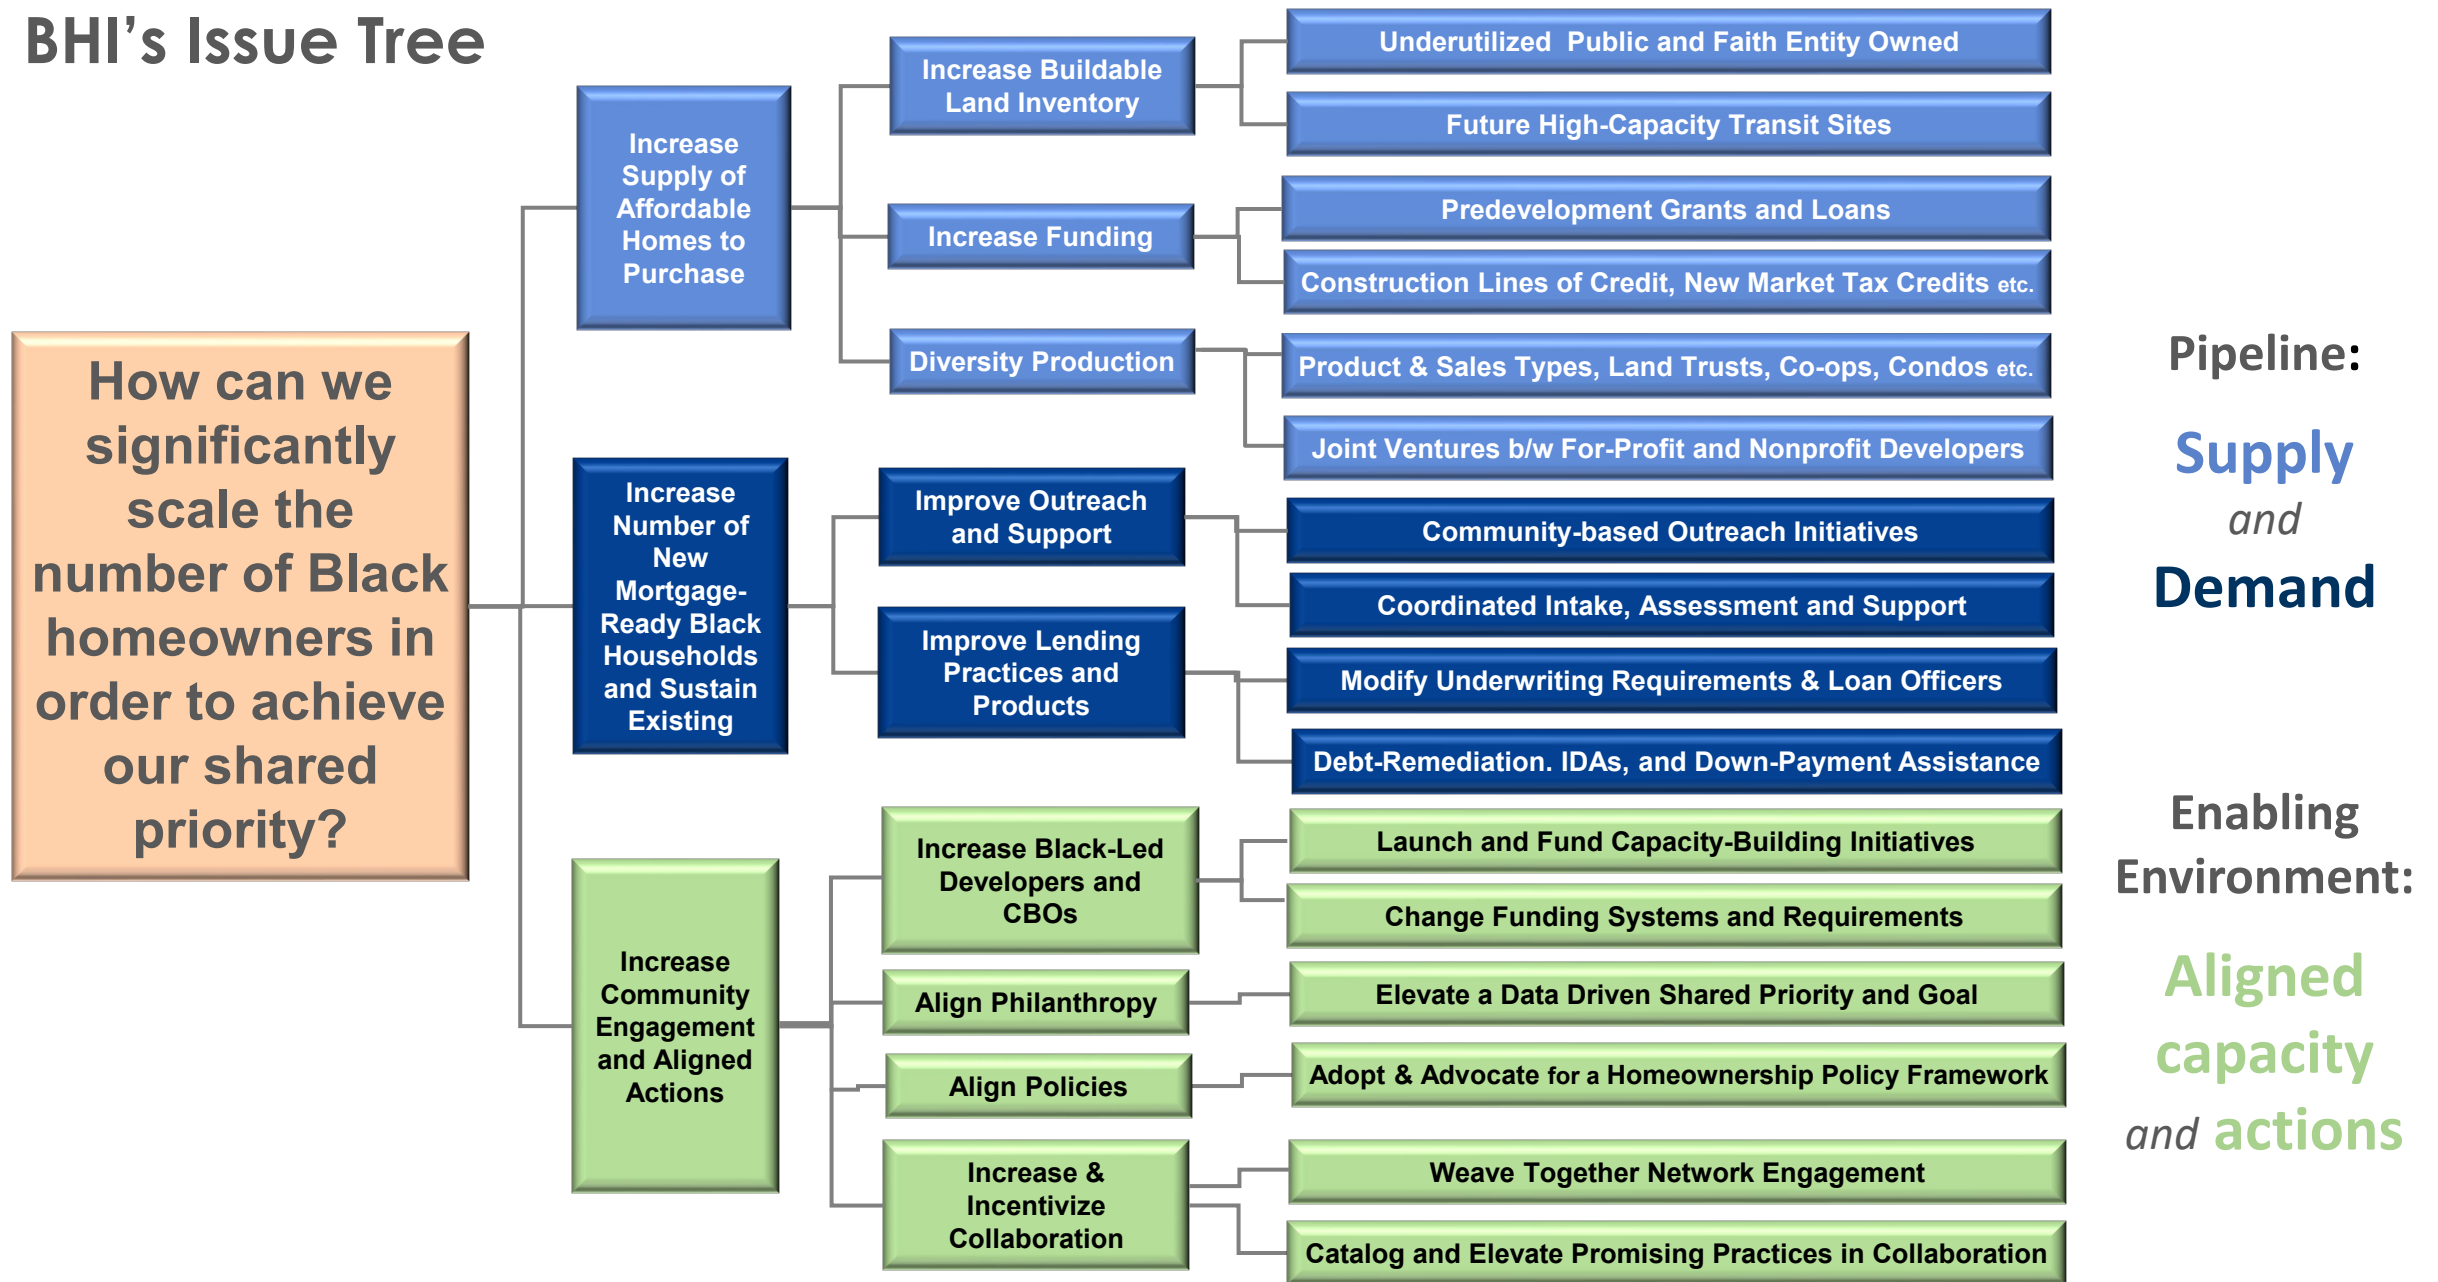 BHI's Issue Tree
How can we
significantly
scale the
number of Black
homeowners in
order to achieve
our shared
priority?
Increase
Supply of
Affordable
Homes to
Purchase
Increase Buildable
Land Inventory
Underutilized Public and Faith Entity Owned
Future High-Capacity Transit Sites
Increase Funding
Predevelopment Grants and Loans
Construction Lines of Credit, New Market Tax Credits etc.
Diversity Production
Product & Sales Types, Land Trusts, Co-ops, Condos etc.
Joint Ventures b/w For-Profit and Nonprofit Developers
Increase
Number of
New
Mortgage-
Ready Black
Households
and Sustain
Existing
Improve Outreach
and Support
Community-based Outreach Initiatives
Coordinated Intake, Assessment and Support
Improve Lending
Practices and
Products
Modify Underwriting Requirements & Loan Officers
Debt-Remediation. IDAs, and Down-Payment Assistance
Increase
Community
Engagement
and Aligned
Actions
Increase Black-Led
Developers and
CBOs
Launch and Fund Capacity-Building Initiatives
Change Funding Systems and Requirements
Align Philanthropy
Elevate a Data Driven Shared Priority and Goal
Align Policies
Adopt & Advocate for a Homeownership Policy Framework
Increase &
Incentivize
Collaboration
Weave Together Network Engagement
Catalog and Elevate Promising Practices in Collaboration
Pipeline:
Supply
and
Demand
Enabling
Environment:
Aligned
capacity
and actions